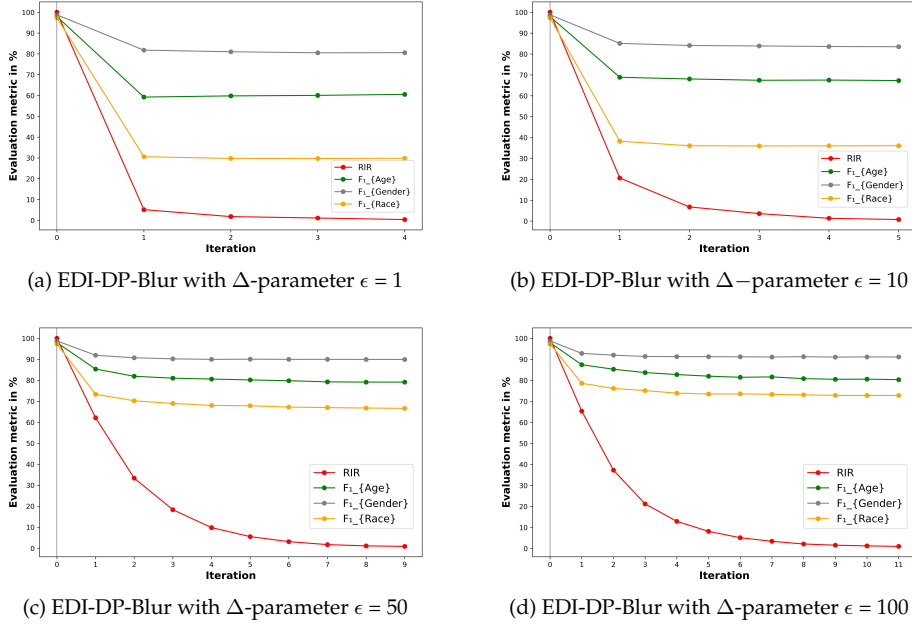 Evaluation metric in %
100
90
80
70
60
50
40
30
20
10
0
RIR
F₁_{Age}
F₁_{Gender}
F₁_{Race}
0 1 2 3 4
Iteration
(a) EDI-DP-Blur with Δ-parameter ϵ = 1
Evaluation metric in %
100
90
80
70
60
50
40
30
20
10
0
RIR
F₁_{Age}
F₁_{Gender}
F₁_{Race}
0 1 2 3 4 5
Iteration
(b) EDI-DP-Blur with Δ−parameter ϵ = 10
Evaluation metric in %
100
90
80
70
60
50
40
30
20
10
0
RIR
F₁_{Age}
F₁_{Gender}
F₁_{Race}
0 1 2 3 4 5 6 7 8 9
Iteration
(c) EDI-DP-Blur with Δ-parameter ϵ = 50
Evaluation metric in %
100
90
80
70
60
50
40
30
20
10
0
RIR
F₁_{Age}
F₁_{Gender}
F₁_{Race}
0 1 2 3 4 5 6 7 8 9 10 11
Iteration
(d) EDI-DP-Blur with Δ-parameter ϵ = 100